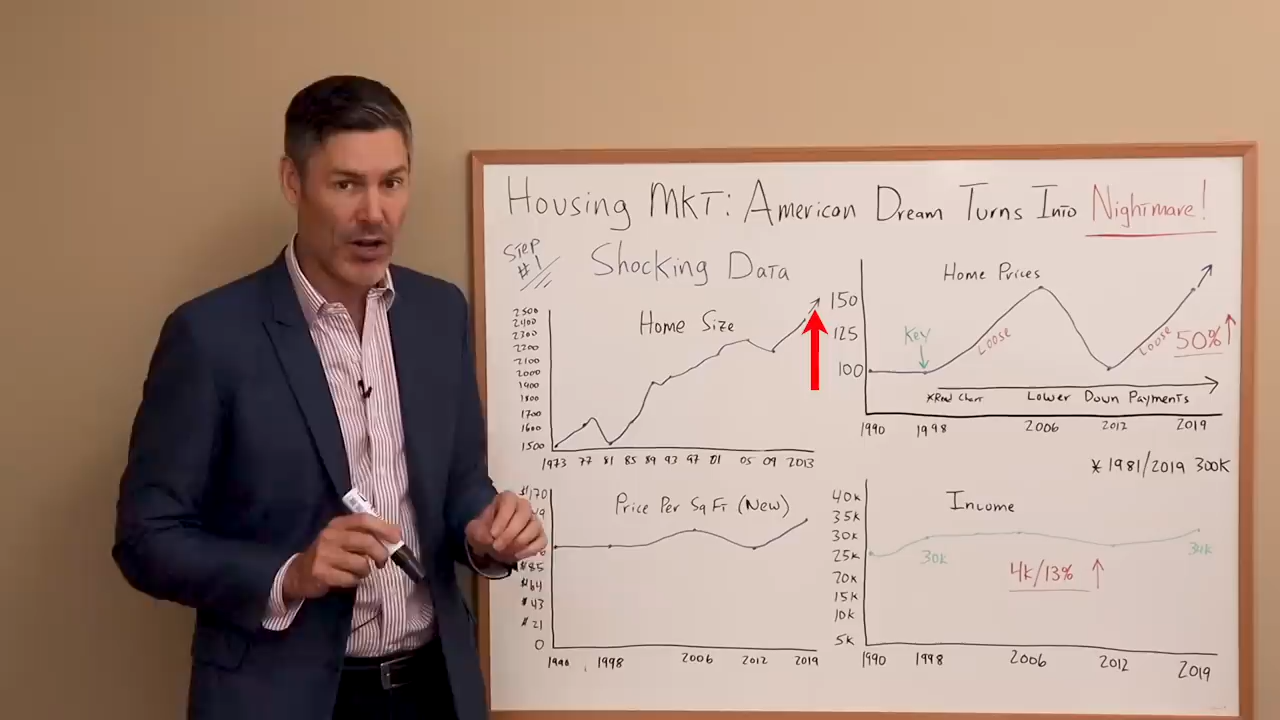 Housing MKT: American Dream Turns Into Nightmare!
Step #1
Shocking Data
Home Size
2500
2400
2300
2200
2100
2000
1900
1800
1700
1600
1500
1973 77 81 85 89 93 97 01 05 09 2013
Home Prices
150
125
100
Key
Loose
Loose
50%
*Read Chart
Lower Down Payments
1990 1998 2006 2012 2019
* 1981/2019 300K
Price Per SqFt (New)
$170
$85
$64
$43
$21
0
1990 1998 2006 2012 2019
Income
40K
35K
30K
25K
20K
15K
10K
5K
30K
34K
4K/13%
1990 1998 2006 2012 2019